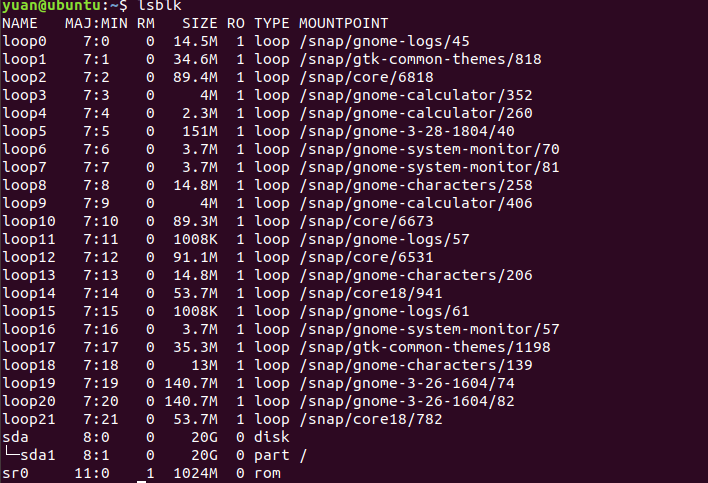 yuan@ubuntu:~$ lsblk
NAME   MAJ:MIN RM   SIZE RO TYPE MOUNTPOINT
loop0    7:0    0  14.5M  1 loop /snap/gnome-logs/45
loop1    7:1    0  34.6M  1 loop /snap/gtk-common-themes/818
loop2    7:2    0  89.4M  1 loop /snap/core/6818
loop3    7:3    0     4M  1 loop /snap/gnome-calculator/352
loop4    7:4    0   2.3M  1 loop /snap/gnome-calculator/260
loop5    7:5    0   151M  1 loop /snap/gnome-3-28-1804/40
loop6    7:6    0   3.7M  1 loop /snap/gnome-system-monitor/70
loop7    7:7    0   3.7M  1 loop /snap/gnome-system-monitor/81
loop8    7:8    0  14.8M  1 loop /snap/gnome-characters/258
loop9    7:9    0     4M  1 loop /snap/gnome-calculator/406
loop10   7:10   0  89.3M  1 loop /snap/core/6673
loop11   7:11   0  1008K  1 loop /snap/gnome-logs/57
loop12   7:12   0  91.1M  1 loop /snap/core/6531
loop13   7:13   0  14.8M  1 loop /snap/gnome-characters/206
loop14   7:14   0  53.7M  1 loop /snap/core18/941
loop15   7:15   0  1008K  1 loop /snap/gnome-logs/61
loop16   7:16   0   3.7M  1 loop /snap/gnome-system-monitor/57
loop17   7:17   0  35.3M  1 loop /snap/gtk-common-themes/1198
loop18   7:18   0    13M  1 loop /snap/gnome-characters/139
loop19   7:19   0 140.7M  1 loop /snap/gnome-3-26-1604/74
loop20   7:20   0 140.7M  1 loop /snap/gnome-3-26-1604/82
loop21   7:21   0  53.7M  1 loop /snap/core18/782
sda      8:0    0    20G  0 disk
└─sda1   8:1    0    20G  0 part /
sr0     11:0    1  1024M  0 rom